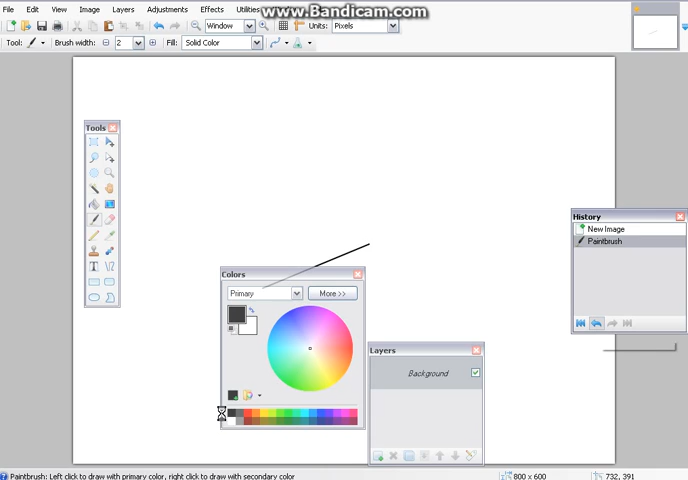 File Edit View Image Layers Adjustments Effects Utilities
www.Bandicam.com
Window Units: Pixels
Tool: Brush width: 2 Fill: Solid Color
Tools
History
New Image
Paintbrush
Colors
Primary More >>
Layers
Background
Paintbrush: Left click to draw with primary color, right click to draw with secondary color 800 x 600 732, 391